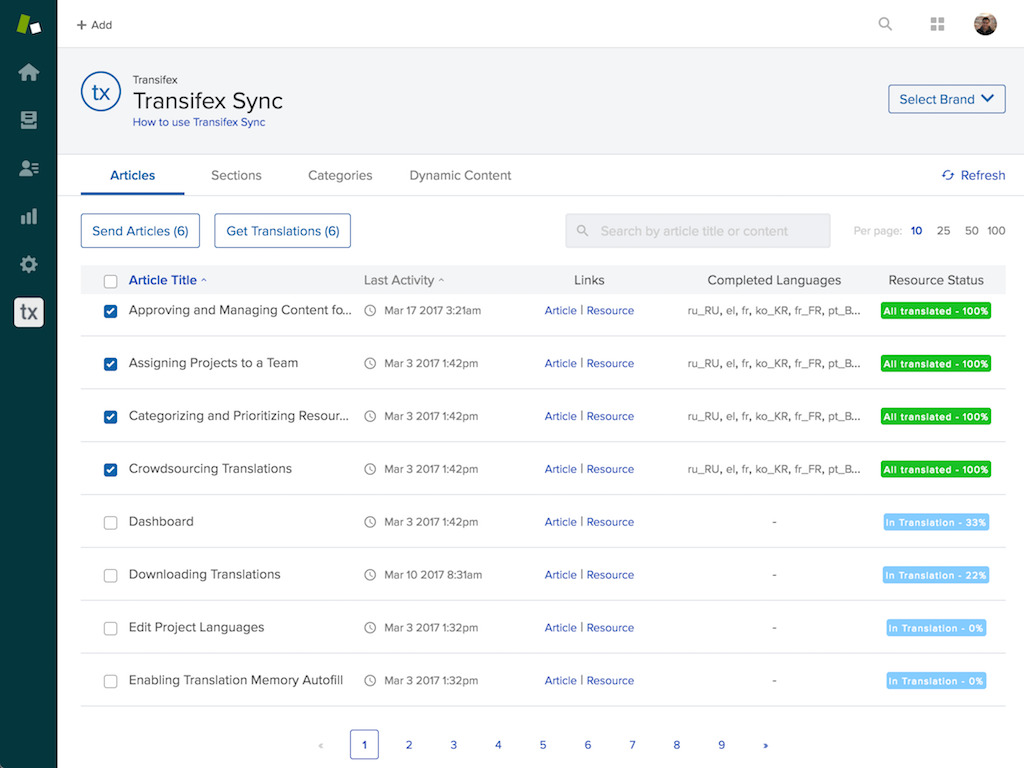 + Add
tx
Transifex
Transifex Sync
How to use Transifex Sync
Select Brand
Articles Sections Categories Dynamic Content Refresh
Send Articles (6) Get Translations (6) Search by article title or content Per page: 10 25 50 100
Article Title Last Activity Links Completed Languages Resource Status
tx
Approving and Managing Content fo... Mar 17 2017 3:21am Article | Resource ru_RU, el, fr, ko_KR, fr_FR, pt_B... All translated - 100%
Assigning Projects to a Team Mar 3 2017 1:42pm Article | Resource ru_RU, el, fr, ko_KR, fr_FR, pt_B... All translated - 100%
Categorizing and Prioritizing Resour... Mar 3 2017 1:42pm Article | Resource ru_RU, el, fr, ko_KR, fr_FR, pt_B... All translated - 100%
Crowdsourcing Translations Mar 3 2017 1:42pm Article | Resource ru_RU, el, fr, ko_KR, fr_FR, pt_B... All translated - 100%
Dashboard Mar 3 2017 1:42pm Article | Resource - In Translation - 33%
Downloading Translations Mar 10 2017 8:31am Article | Resource - In Translation - 22%
Edit Project Languages Mar 3 2017 1:32pm Article | Resource - In Translation - 0%
Enabling Translation Memory Autofill Mar 3 2017 1:32pm Article | Resource - In Translation - 0%
« 1 2 3 4 5 6 7 8 9 »